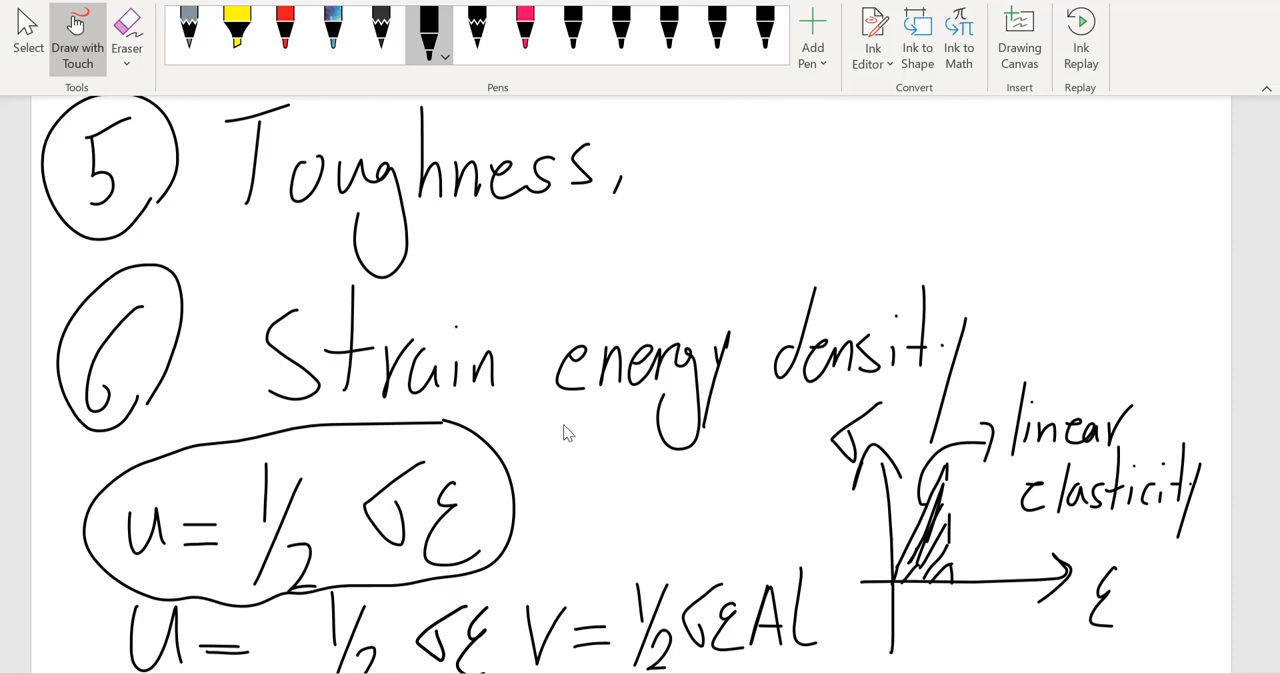 Select
Draw with Touch
Eraser
Tools
Pens
Add Pen
Ink Editor
Ink to Shape
Ink to Math
Convert
Drawing Canvas
Insert
Ink Replay
Replay
5. Toughness,
6. Strain energy density
σ
linear
elasticity
u = 1/2 σε
ε
U = 1/2 σε V = 1/2 σε A L